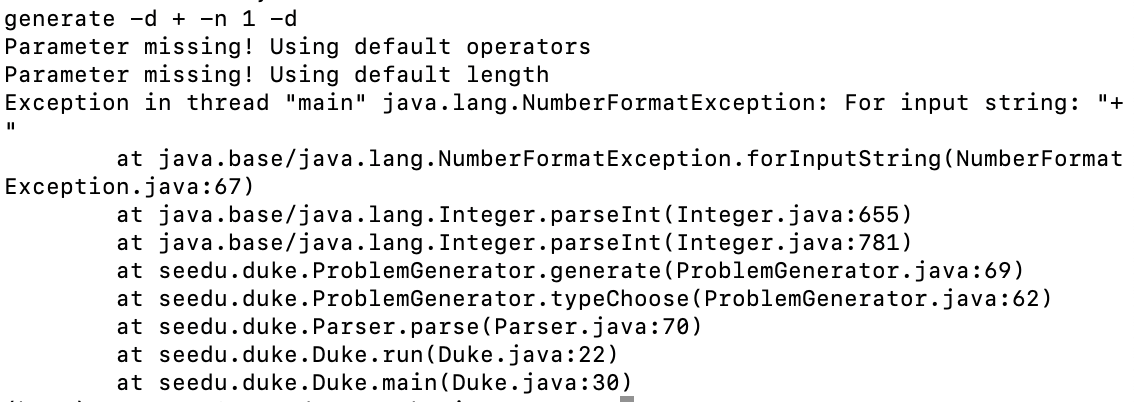 generate -d + -n 1 -d
Parameter missing! Using default operators
Parameter missing! Using default length
Exception in thread "main" java.lang.NumberFormatException: For input string: "+
"
        at java.base/java.lang.NumberFormatException.forInputString(NumberFormat
Exception.java:67)
        at java.base/java.lang.Integer.parseInt(Integer.java:655)
        at java.base/java.lang.Integer.parseInt(Integer.java:781)
        at seedu.duke.ProblemGenerator.generate(ProblemGenerator.java:69)
        at seedu.duke.ProblemGenerator.typeChoose(ProblemGenerator.java:62)
        at seedu.duke.Parser.parse(Parser.java:70)
        at seedu.duke.Duke.run(Duke.java:22)
        at seedu.duke.Duke.main(Duke.java:30)